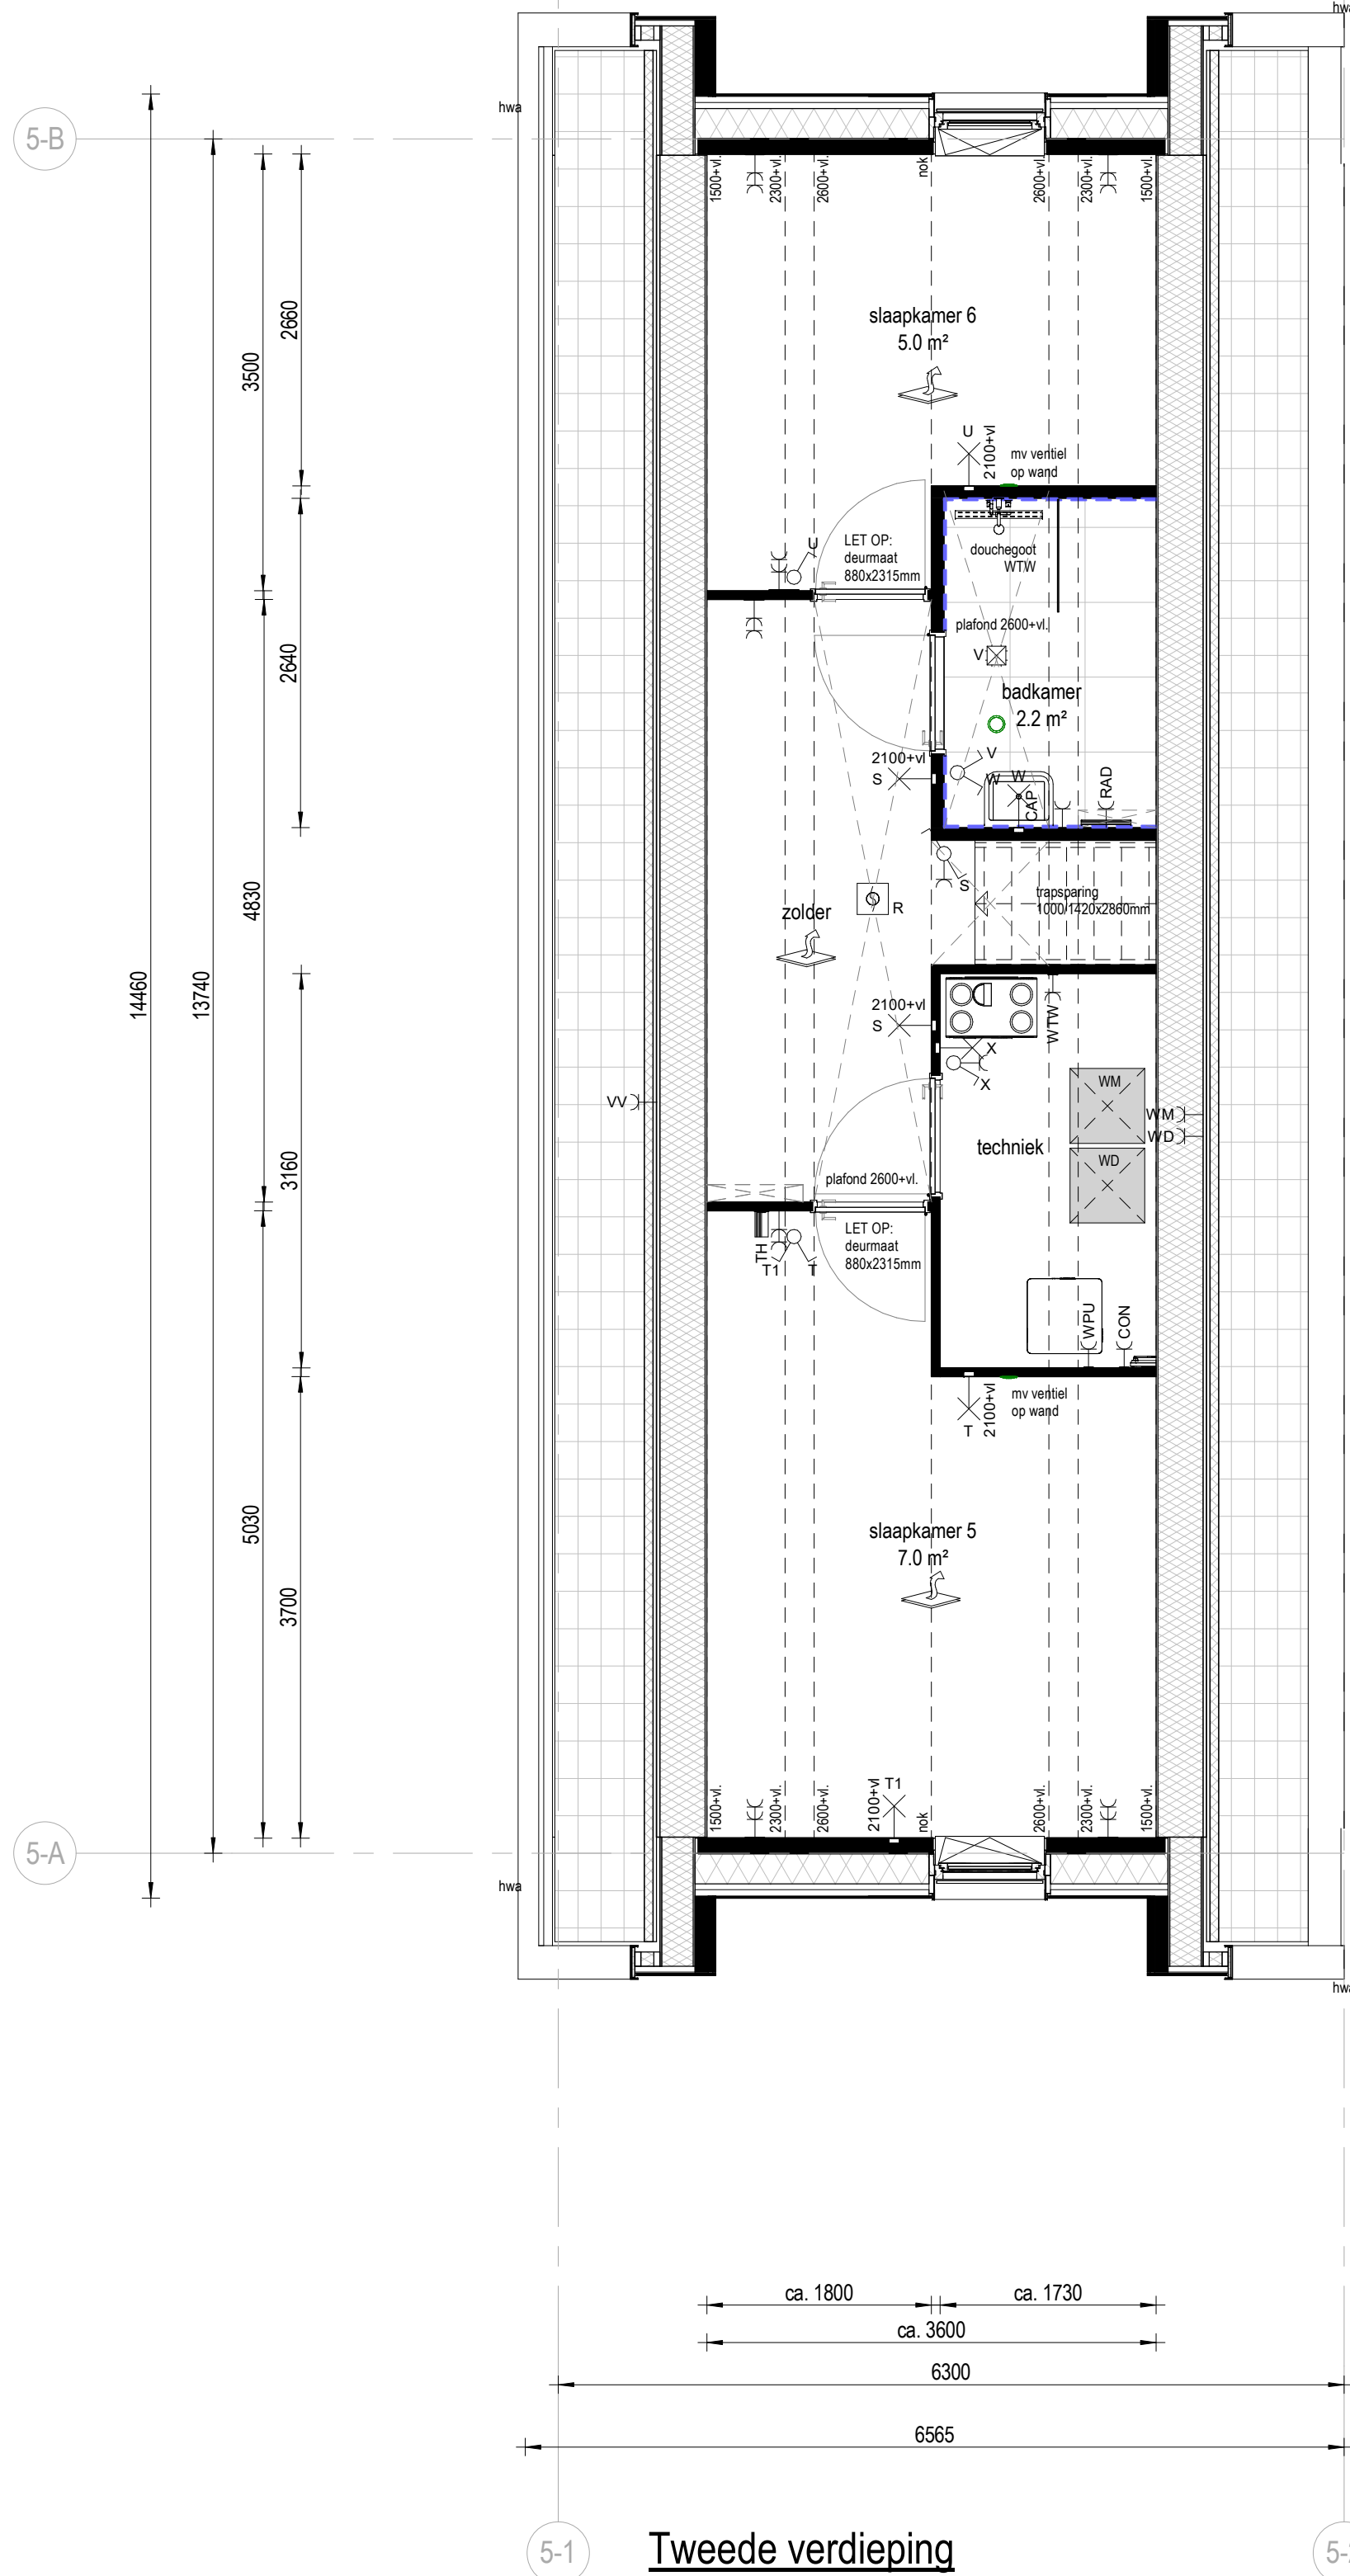 hwa
hwa
5-B
1500+vl.
2300+vl.
2600+vl.
nok
2600+vl.
2300+vl.
1500+vl.
2660
3500
slaapkamer 6
5.0 m²
U
2100+vl
mv ventiel
op wand
LET OP:
deurmaat
880x2315mm
U
douchegoot
WTW
plafond 2600+vl.
V
badkamer
2.2 m²
2640
2100+vl
S
V
W
W
CAP
RAD
4830
zolder
R
S
trapsparing
1000/1420x2860mm
14460
13740
2100+vl
S
WTW
X
X
VV
WM
WM
WD
WD
techniek
3160
plafond 2600+vl.
LET OP:
deurmaat
880x2315mm
TH
T1
T
WPU
CON
T
2100+vl
mv ventiel
op wand
5030
3700
slaapkamer 5
7.0 m²
1500+vl.
2300+vl.
2600+vl.
2100+vl
T1
nok
2600+vl.
2300+vl.
1500+vl.
5-A
hwa
hwa
ca. 1800
ca. 1730
ca. 3600
6300
6565
5-1
Tweede verdieping